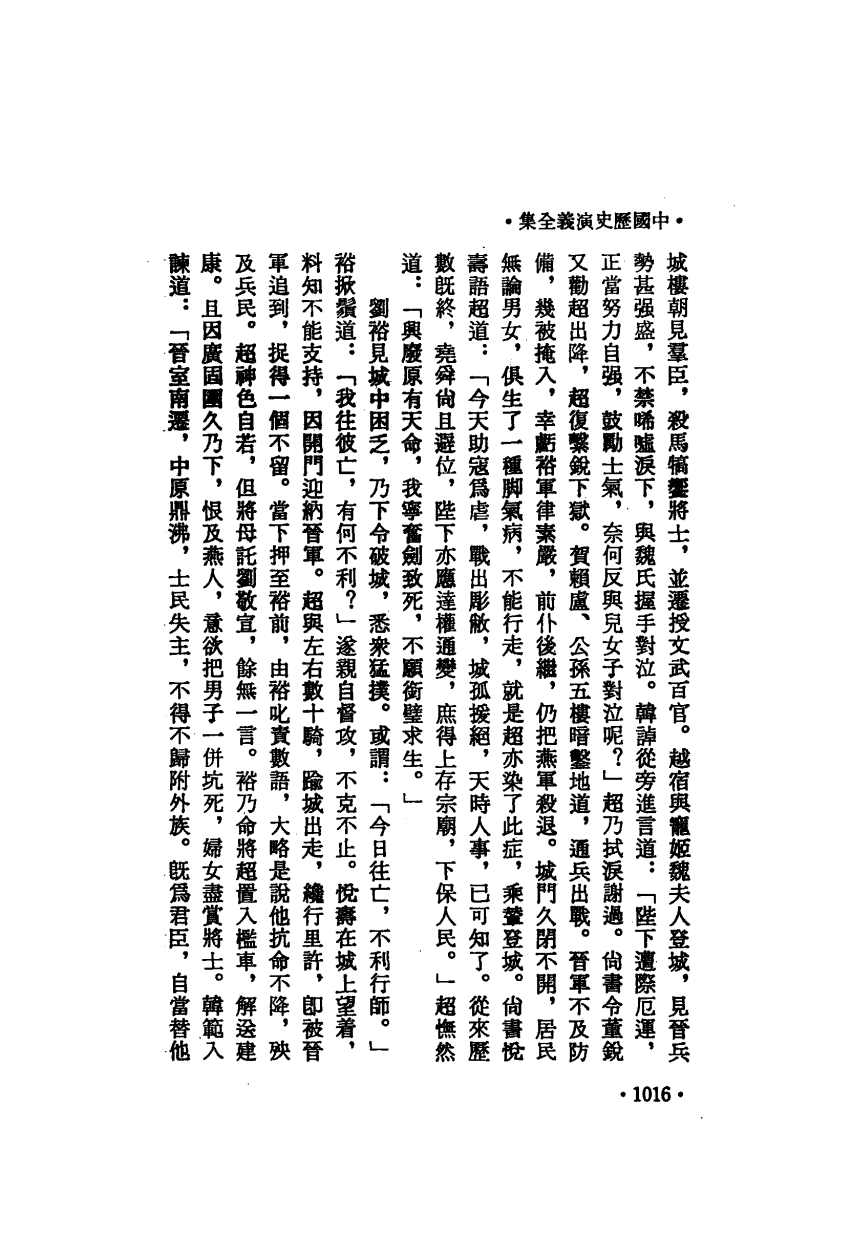 •中國歷史演義全集•
城樓朝見羣臣，殺馬犒饗將士，並遷授文武百官。越宿與寵姬魏夫人登城，見晉兵
勢甚强盛，不禁唏噓淚下，與魏氏握手對泣。韓𧨳從旁進言道：「陛下遭際厄運，
正當努力自强，鼓勵士氣，奈何反與兒女子對泣呢？」超乃拭淚謝過。尙書令董銳
又勸超出降，超復繫銳下獄。賀賴盧、公孫五樓暗鑿地道，通兵出戰。晉軍不及防
備，幾被掩入，幸虧裕軍律素嚴，前仆後繼，仍把燕軍殺退。城門久閉不開，居民
無論男女，俱生了一種脚氣病，不能行走，就是超亦染了此症，乘輦登城。尙書悅
壽語超道：「今天助寇爲虐，戰士彫敝，城孤援絕，天時人事，已可知了。從來歷
數旣終，堯舜尙且避位，陛下亦應達權通變，庶得上存宗廟，下保人民。」超憮然
道：「興廢原有天命，我寧奮劍致死，不願銜璧求生。」
劉裕見城中困乏，乃下令破城，悉衆猛撲。或謂：「今日往亡，不利行師。」
裕掀鬚道：「我往彼亡，有何不利？」遂親自督攻，不克不止。悅壽在城上望着，
料知不能支持，因開門迎納晉軍。超與左右數十騎，踰城出走，纔行里許，卽被晉
軍追到，捉得一個不留。當下押至裕前，由裕叱責數語，大略是說他抗命不降，殃
及兵民。超神色自若，但將母託劉敬宣，餘無一言。裕乃命將超置入檻車，解送建
康。且因廣固圍久乃下，恨及燕人，意欲把男子一併坑死，婦女盡賞將士。韓範入
諫道：「晉室南遷，中原鼎沸，士民失主，不得不歸附外族。旣爲君臣，自當替他
•1016•